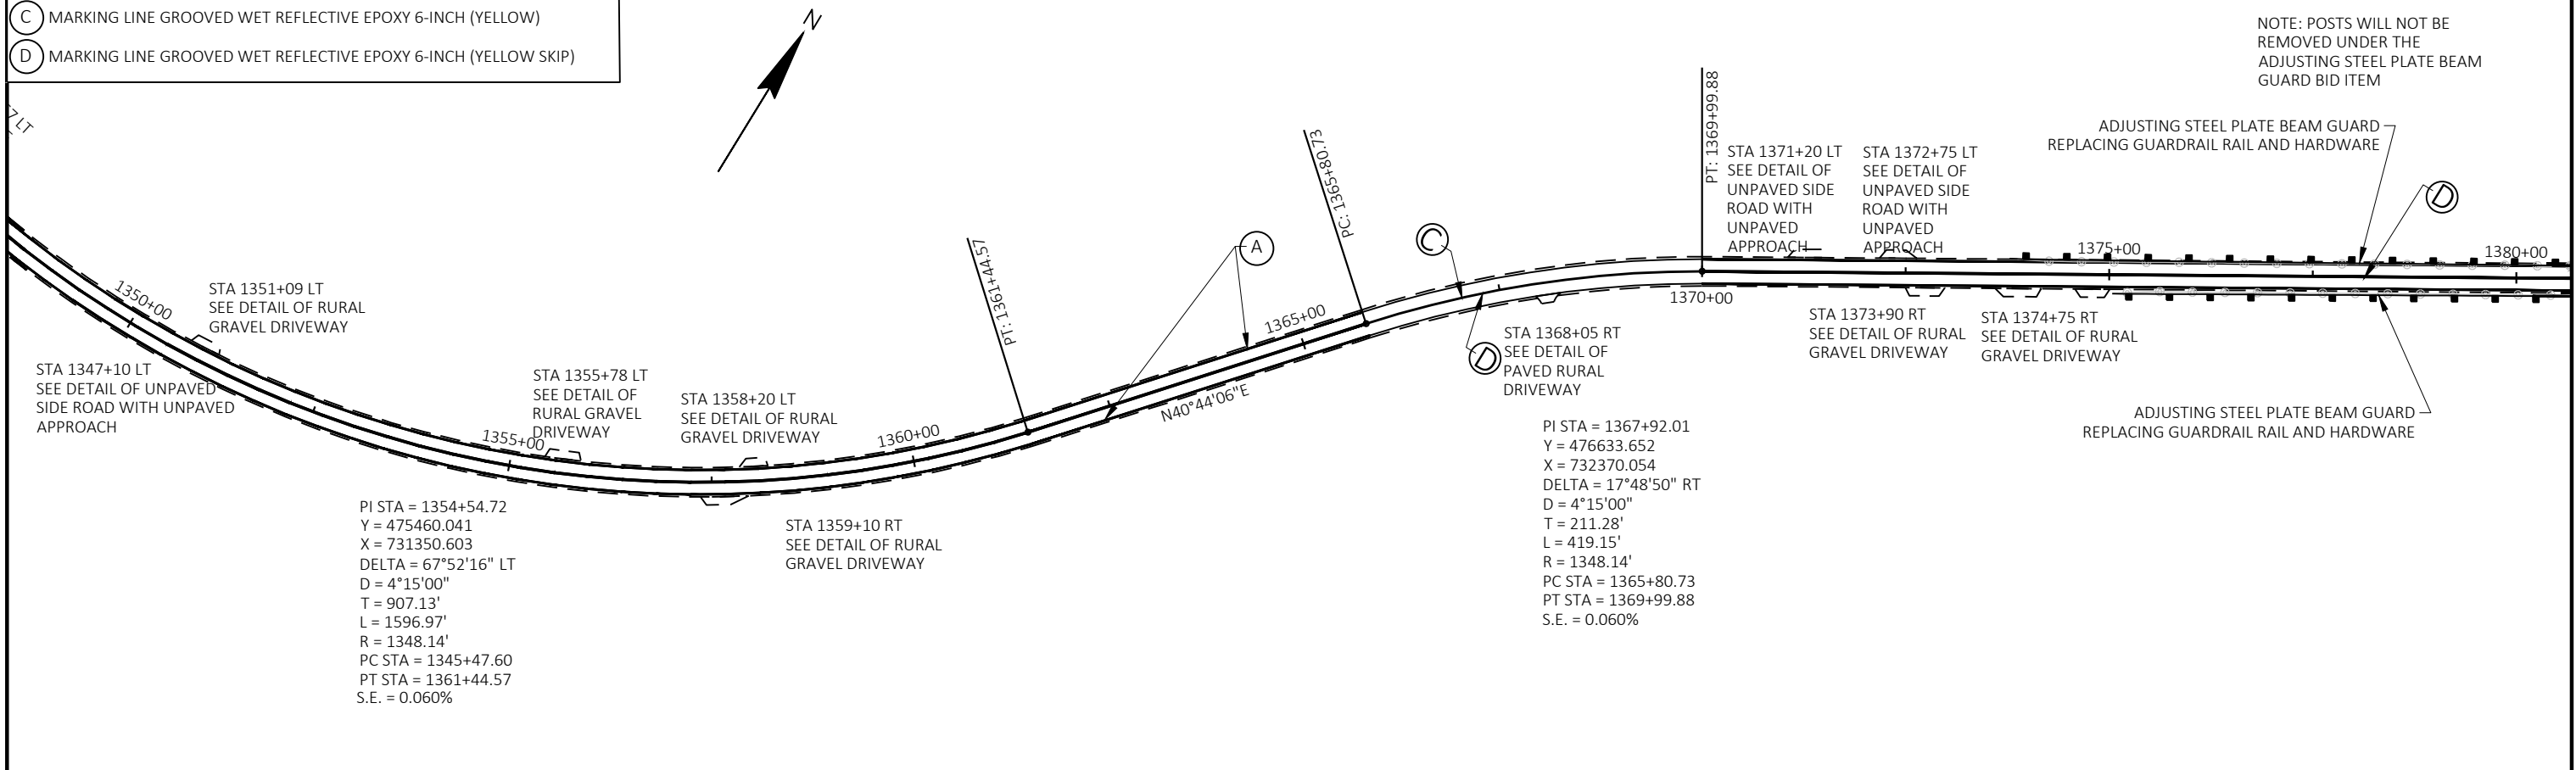 C MARKING LINE GROOVED WET REFLECTIVE EPOXY 6-INCH (YELLOW)
D MARKING LINE GROOVED WET REFLECTIVE EPOXY 6-INCH (YELLOW SKIP)
N
NOTE: POSTS WILL NOT BE
REMOVED UNDER THE
ADJUSTING STEEL PLATE BEAM
GUARD BID ITEM
7 LT
ADJUSTING STEEL PLATE BEAM GUARD
REPLACING GUARDRAIL RAIL AND HARDWARE
D
PT: 1369+99.88
STA 1371+20 LT
SEE DETAIL OF
UNPAVED SIDE
ROAD WITH
UNPAVED
APPROACH
STA 1372+75 LT
SEE DETAIL OF
UNPAVED SIDE
ROAD WITH
UNPAVED
APPROACH
PC: 1365+80.73
PT: 1361+44.57
A
C
D
1350+00
1355+00
1360+00
1365+00
1370+00
1375+00
1380+00
STA 1351+09 LT
SEE DETAIL OF RURAL
GRAVEL DRIVEWAY
STA 1347+10 LT
SEE DETAIL OF UNPAVED
SIDE ROAD WITH UNPAVED
APPROACH
STA 1355+78 LT
SEE DETAIL OF
RURAL GRAVEL
DRIVEWAY
STA 1358+20 LT
SEE DETAIL OF RURAL
GRAVEL DRIVEWAY
N40°44'06"E
STA 1368+05 RT
SEE DETAIL OF
PAVED RURAL
DRIVEWAY
STA 1373+90 RT
SEE DETAIL OF RURAL
GRAVEL DRIVEWAY
STA 1374+75 RT
SEE DETAIL OF RURAL
GRAVEL DRIVEWAY
ADJUSTING STEEL PLATE BEAM GUARD
REPLACING GUARDRAIL RAIL AND HARDWARE
PI STA = 1354+54.72
Y = 475460.041
X = 731350.603
DELTA = 67°52'16" LT
D = 4°15'00"
T = 907.13'
L = 1596.97'
R = 1348.14'
PC STA = 1345+47.60
PT STA = 1361+44.57
S.E. = 0.060%
STA 1359+10 RT
SEE DETAIL OF RURAL
GRAVEL DRIVEWAY
PI STA = 1367+92.01
Y = 476633.652
X = 732370.054
DELTA = 17°48'50" RT
D = 4°15'00"
T = 211.28'
L = 419.15'
R = 1348.14'
PC STA = 1365+80.73
PT STA = 1369+99.88
S.E. = 0.060%